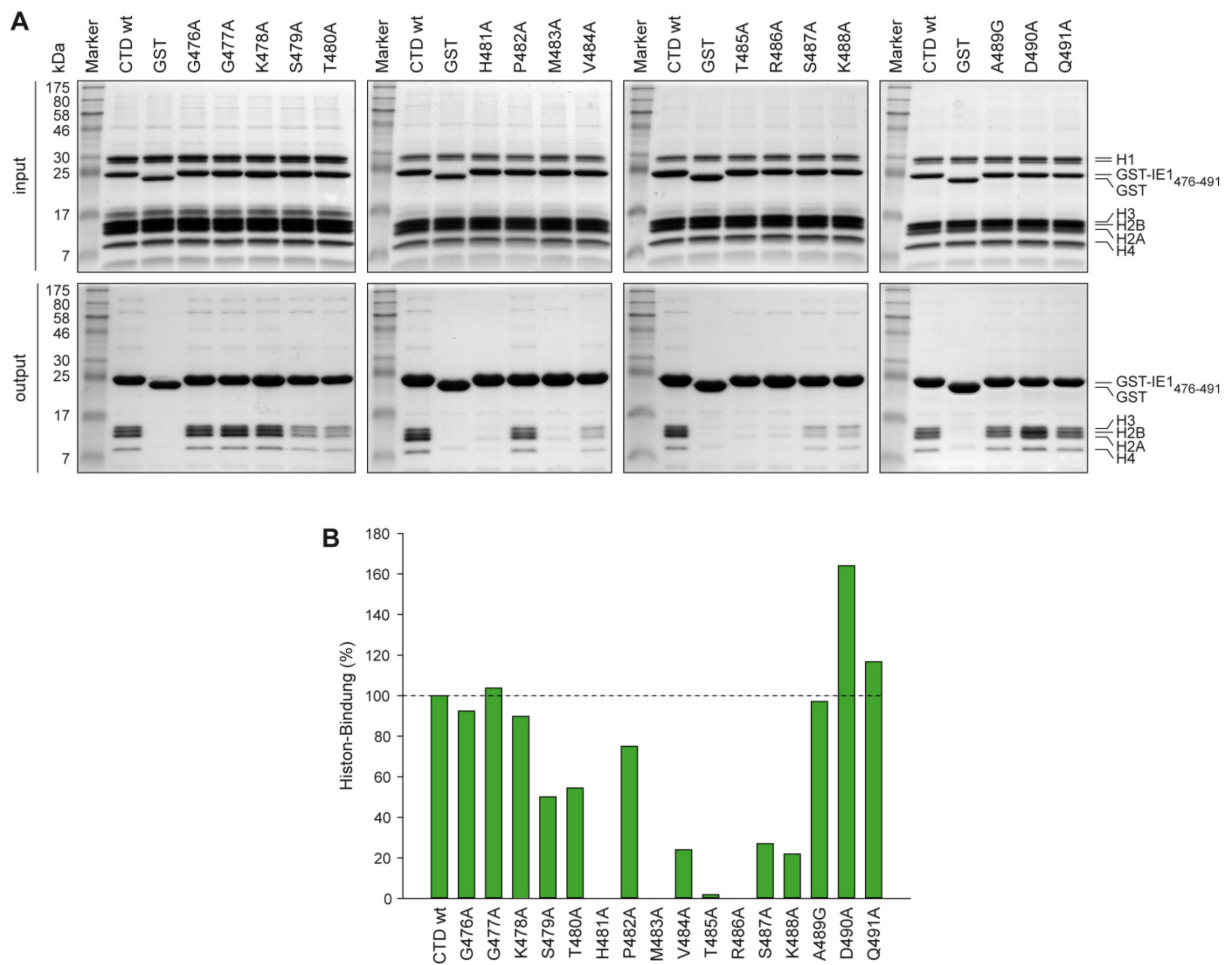 A
kDa
Marker
CTD wt
GST
G476A
G477A
K478A
S479A
T480A
Marker
CTD wt
GST
H481A
P482A
M483A
V484A
Marker
CTD wt
GST
T485A
R486A
S487A
K488A
Marker
CTD wt
GST
A489G
D490A
Q491A
input
175
80
58
46
30
25
17
7
H1
GST-IE1476-491
GST
H3
H2B
H2A
H4
output
175
80
58
46
30
25
17
7
GST-IE1476-491
GST
H3
H2B
H2A
H4
B
Histon-Bindung (%)
180
160
140
120
100
80
60
40
20
0
CTD wt
G476A
G477A
K478A
S479A
T480A
H481A
P482A
M483A
V484A
T485A
R486A
S487A
K488A
A489G
D490A
Q491A